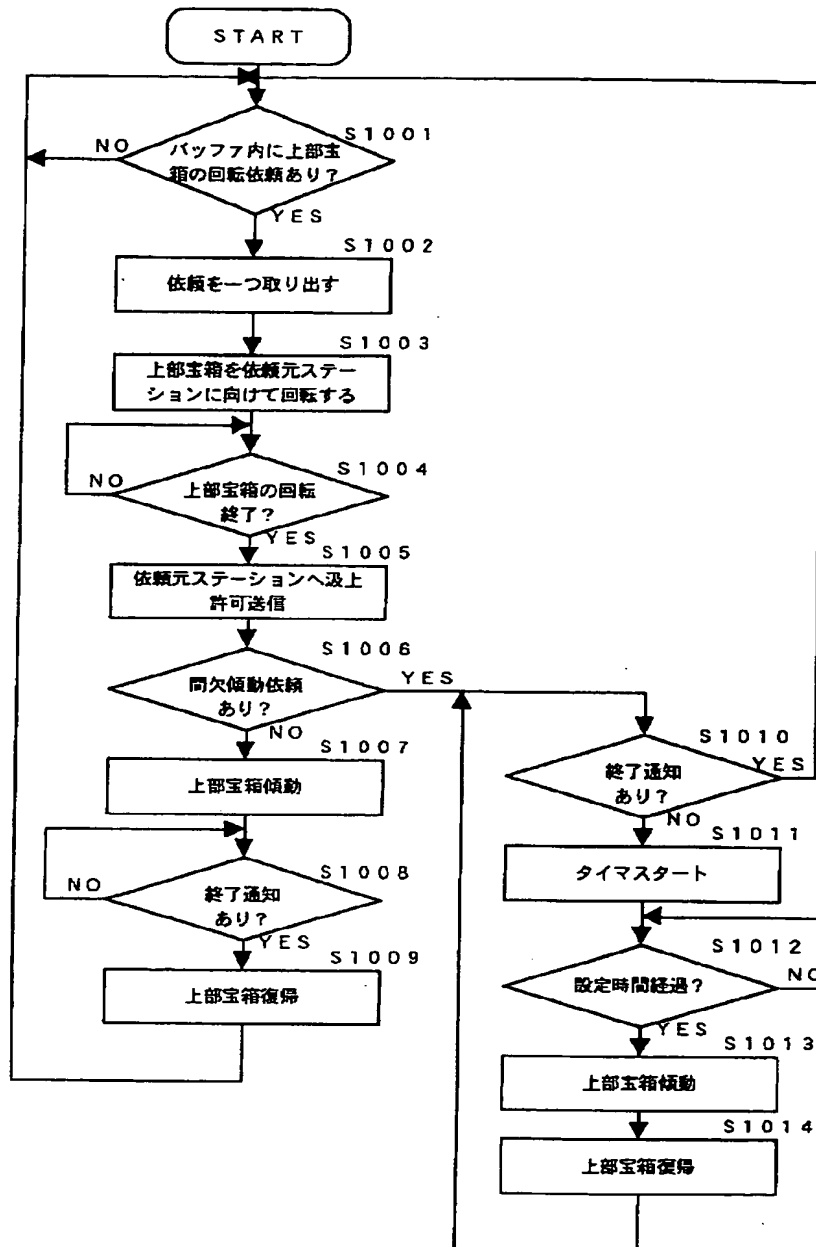 START
S1001
NO
バッファ内に上部宝
箱の回転依頼あり？
YES
S1002
依頼を一つ取り出す
S1003
上部宝箱を依頼元ステー
ションに向けて回転する
S1004
NO
上部宝箱の回転
終了？
YES
S1005
依頼元ステーションへ汲上
許可送信
S1006
間欠傾動依頼
あり？
YES
NO
S1007
上部宝箱傾動
S1008
NO
終了通知
あり？
YES
S1009
上部宝箱復帰
S1010
終了通知
あり？
YES
NO
S1011
タイマスタート
S1012
設定時間経過？
NO
YES
S1013
上部宝箱傾動
S1014
上部宝箱復帰